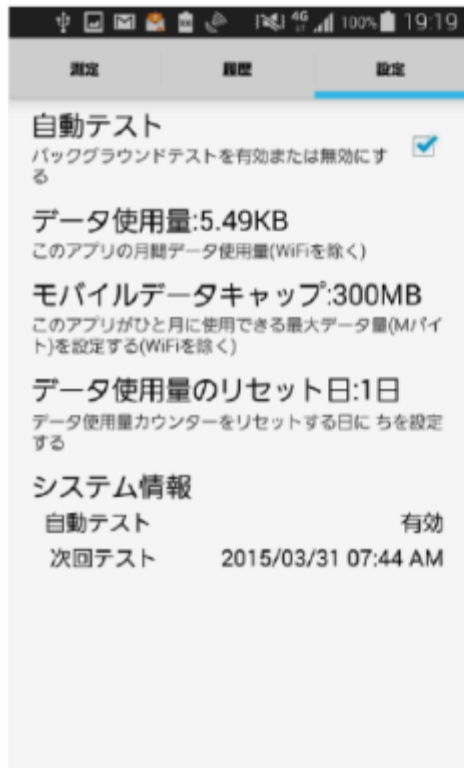 4G 100% 19:19
測定 履歴 設定
自動テスト
バックグラウンドテストを有効または無効にす
る
データ使用量:5.49KB
このアプリの月間データ使用量(WiFiを除く)
モバイルデータキャップ:300MB
このアプリがひと月に使用できる最大データ量(Mバイ
ト)を設定する(WiFiを除く)
データ使用量のリセット日:1日
データ使用量カウンターをリセットする日に ちを設定
する
システム情報
自動テスト 有効
次回テスト 2015/03/31 07:44 AM